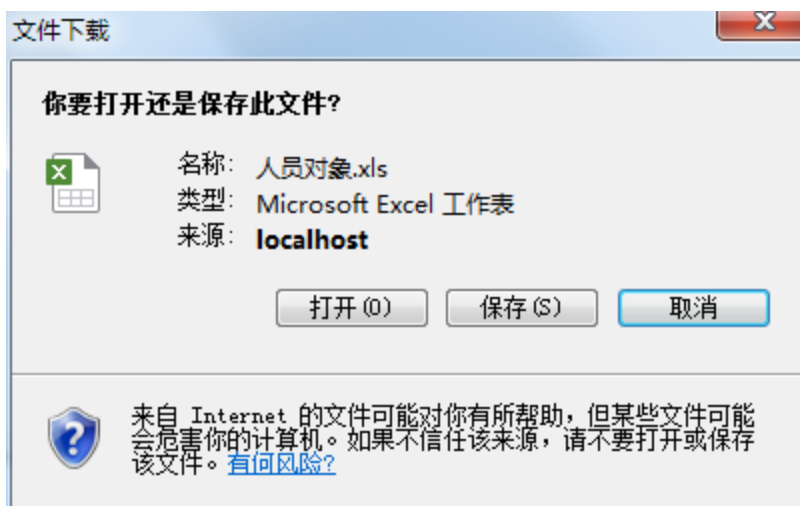 文件下载
你要打开还是保存此文件?
名称: 人员对象.xls
类型: Microsoft Excel 工作表
来源: localhost
打开(O) 保存(S) 取消
来自 Internet 的文件可能对你有所帮助，但某些文件可能
会危害你的计算机。如果不信任该来源，请不要打开或保存
该文件。有何风险?